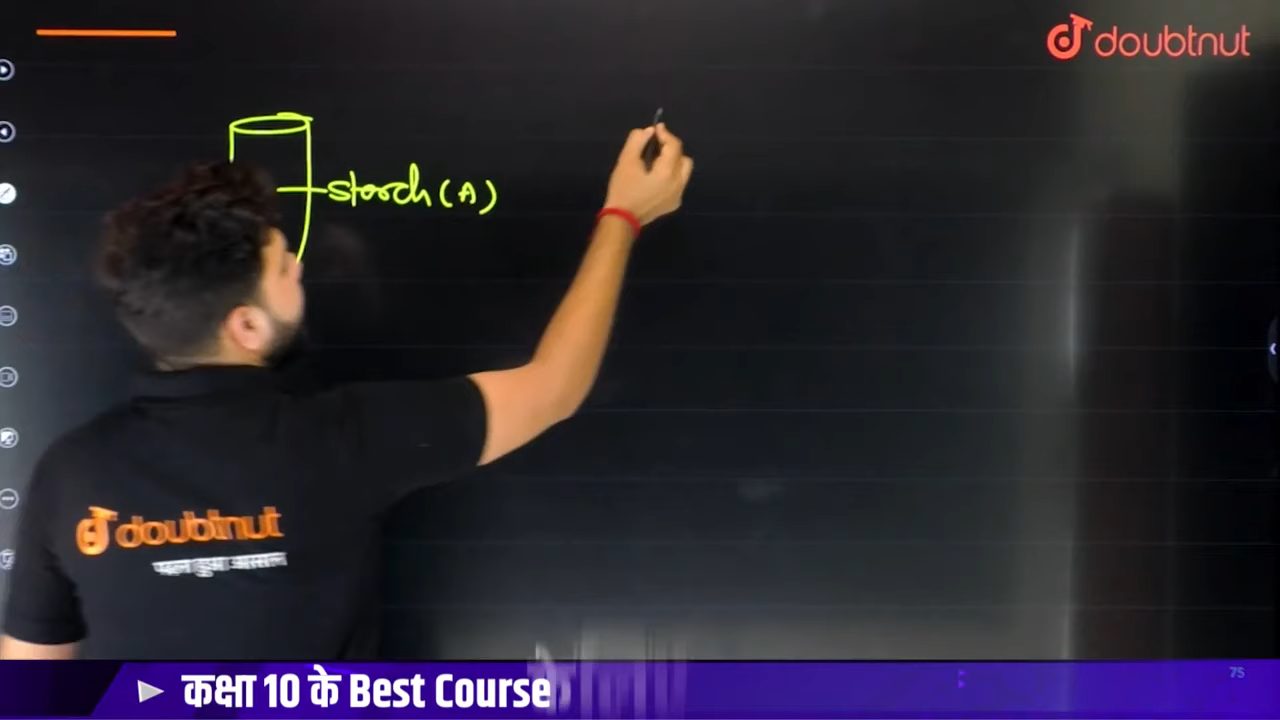 doubtnut
starch (A)
doubtnut
कक्षा 10 के Best Course
75